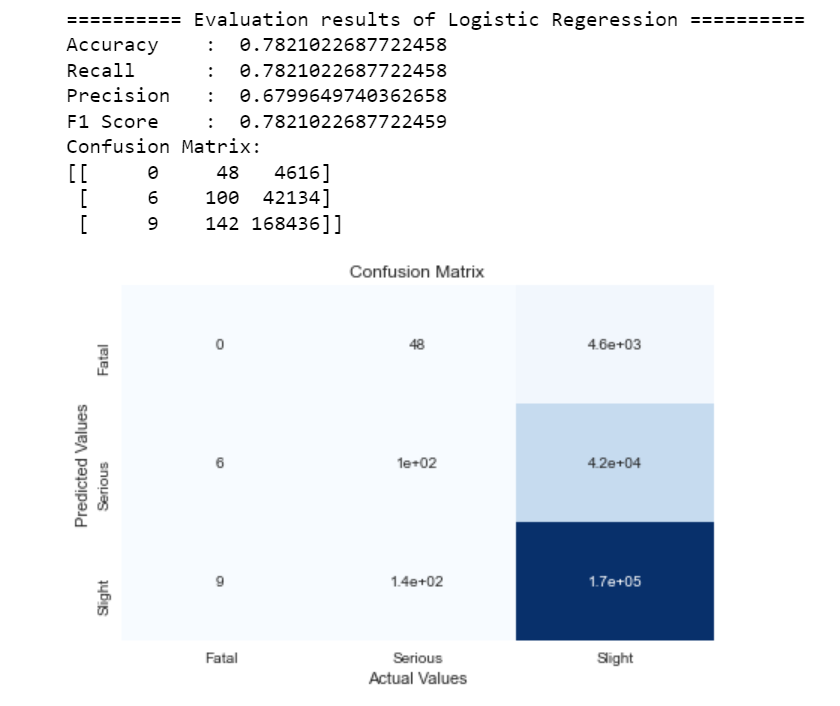 ========== Evaluation results of Logistic Regeression ==========
Accuracy    :  0.7821022687722458
Recall      :  0.7821022687722458
Precision   :  0.6799649740362658
F1 Score    :  0.7821022687722459
Confusion Matrix:
[[     0     48   4616]
 [     6    100  42134]
 [     9    142 168436]]
Confusion Matrix
Predicted Values
Fatal 0 48 4.6e+03
Serious 6 1e+02 4.2e+04
Slight 9 1.4e+02 1.7e+05
Fatal Serious Slight
Actual Values